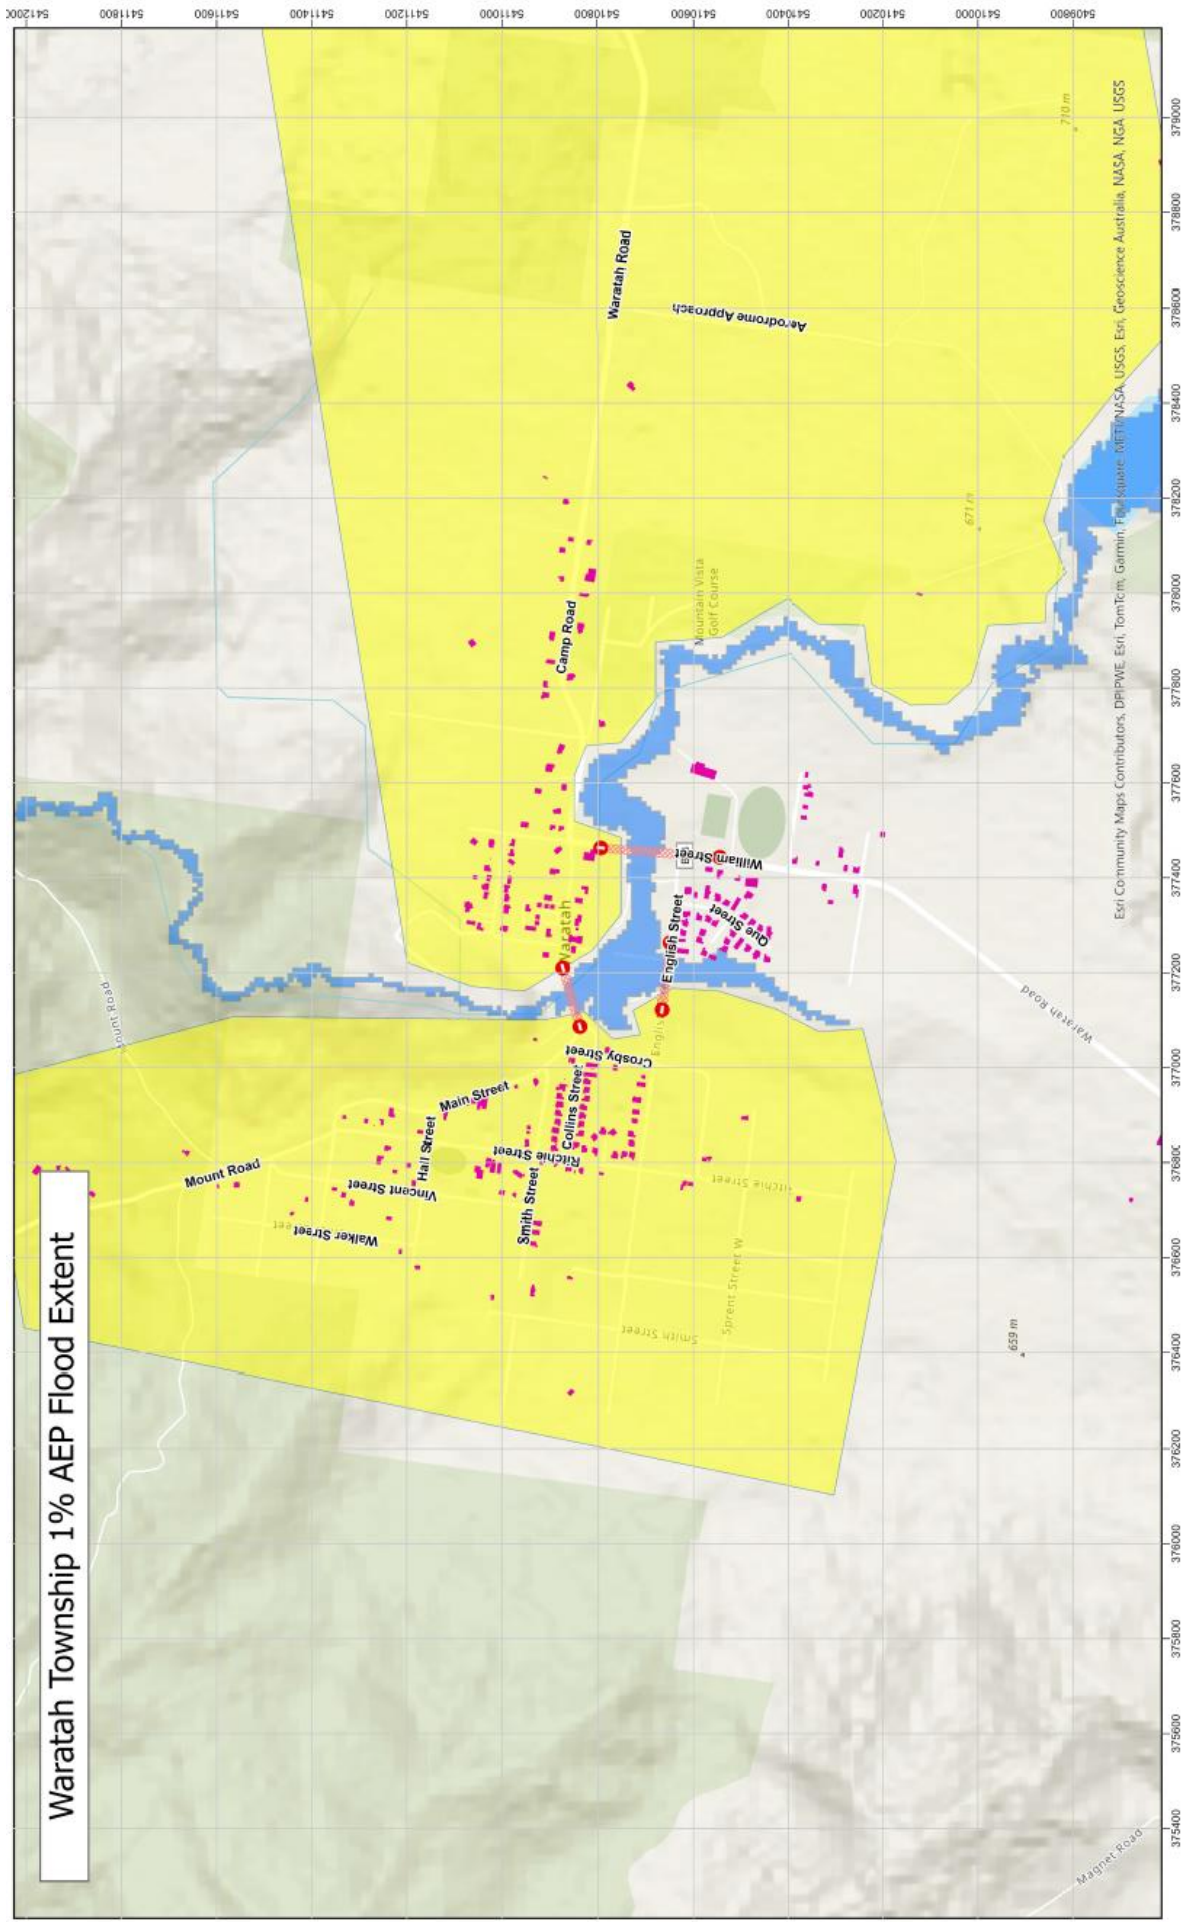 Waratah Township 1% AEP Flood Extent
5412000
5411800
5411600
5411400
5411200
5411000
5410800
5410600
5410400
5410200
5410000
5409800
375400
375600
375800
376000
376200
376400
376600
376800
377000
377200
377400
377600
377800
378000
378200
378400
378600
378800
379000
Mount Road
Mount Road
Walker Street
Vincent Street
Hall Street
Main Street
Smith Street
Ritchie Street
Collins Street
Crosby Street
Waratah
Camp Road
Waratah Road
Aerodrome Approach
Mountain Vista
Golf Course
English Street
William Street
Que Street
Ritchie Street
Sprent Street W
Smith Street
Waratah Road
Magnet Road
659 m
671 m
710 m
Esri Community Maps Contributors, DPIPWE, Esri, TomTom, Garmin, Foursquare, METI/NASA, USGS, Esri, Geoscience Australia, NASA, NGA, USGS